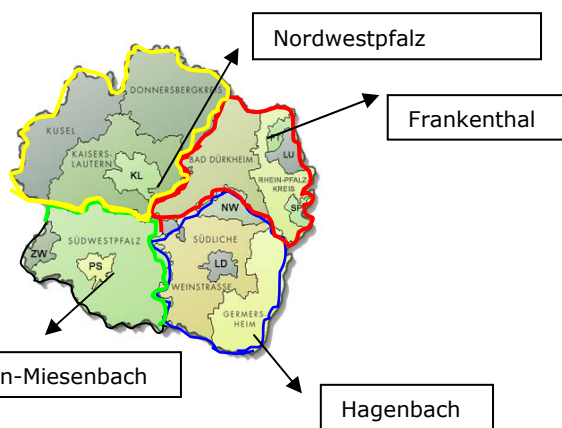 Nordwestpfalz
Frankenthal
DONNERSBERGKREIS
KUSEL
KAISERS-
LAUTERN
KL
BAD DÜRKHEIM
FT
LU
RHEIN-PFALZ
KREIS
SP
NW
SÜDWESTPFALZ
ZW
PS
SÜDLICHE
LD
WEINSTRASSE
GERMERS-
HEIM
n-Miesenbach
Hagenbach